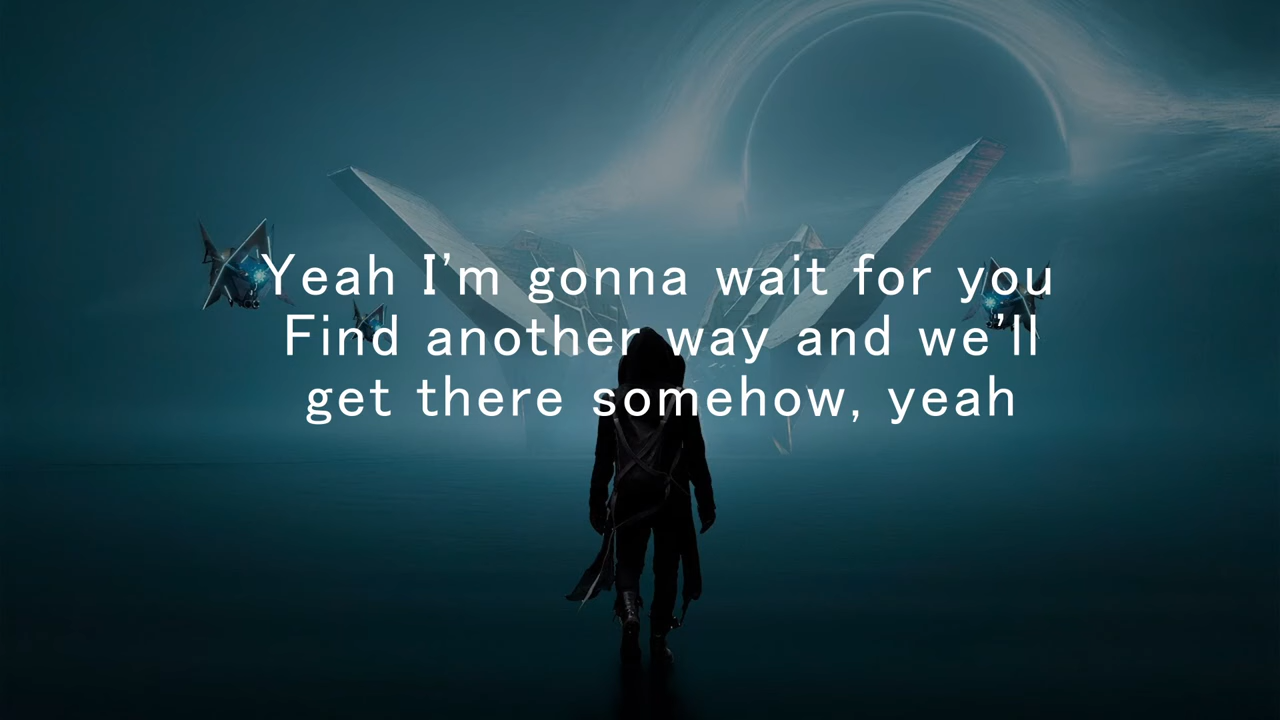 Yeah I'm gonna wait for you
Find another way and we'll
get there somehow, yeah